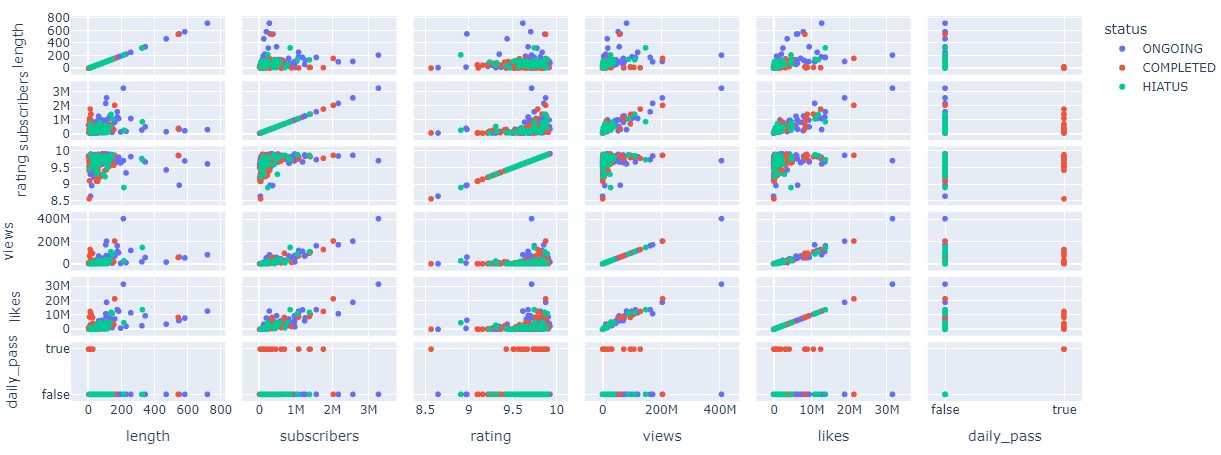 status
ONGOING
COMPLETED
HIATUS
length
800
600
400
200
0
subscribers
3M
2M
1M
0
rating
10
9.5
9
8.5
views
400M
200M
0
likes
30M
20M
10M
0
daily_pass
true
false
0 200 400 600 800
0 1M 2M 3M
8.5 9 9.5 10
0 200M 400M
0 10M 20M 30M
false true
length subscribers rating views likes daily_pass